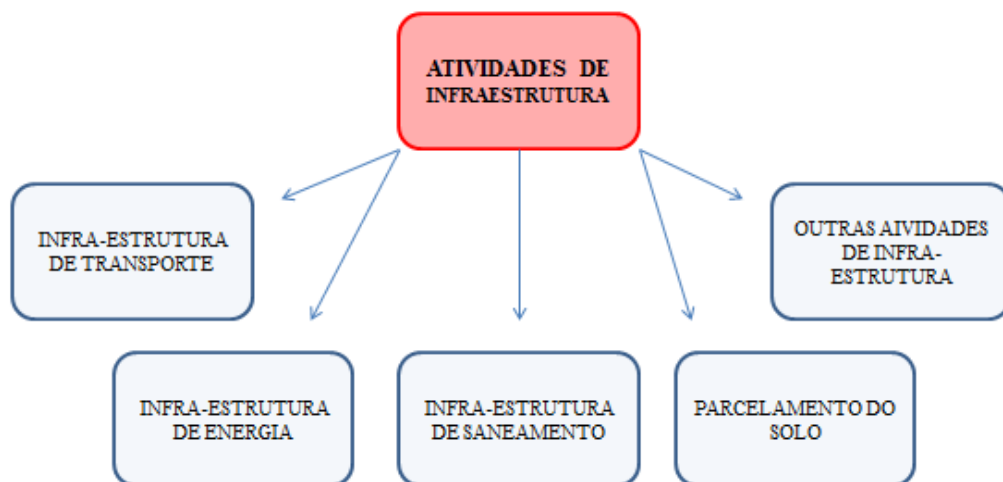 ATIVIDADES DE
INFRAESTRUTURA
INFRA-ESTRUTURA
DE TRANSPORTE
OUTRAS AIVIDADES
DE INFRA-
ESTRUTURA
INFRA-ESTRUTURA
DE ENERGIA
INFRA-ESTRUTURA
DE SANEAMENTO
PARCELAMENTO DO
SOLO